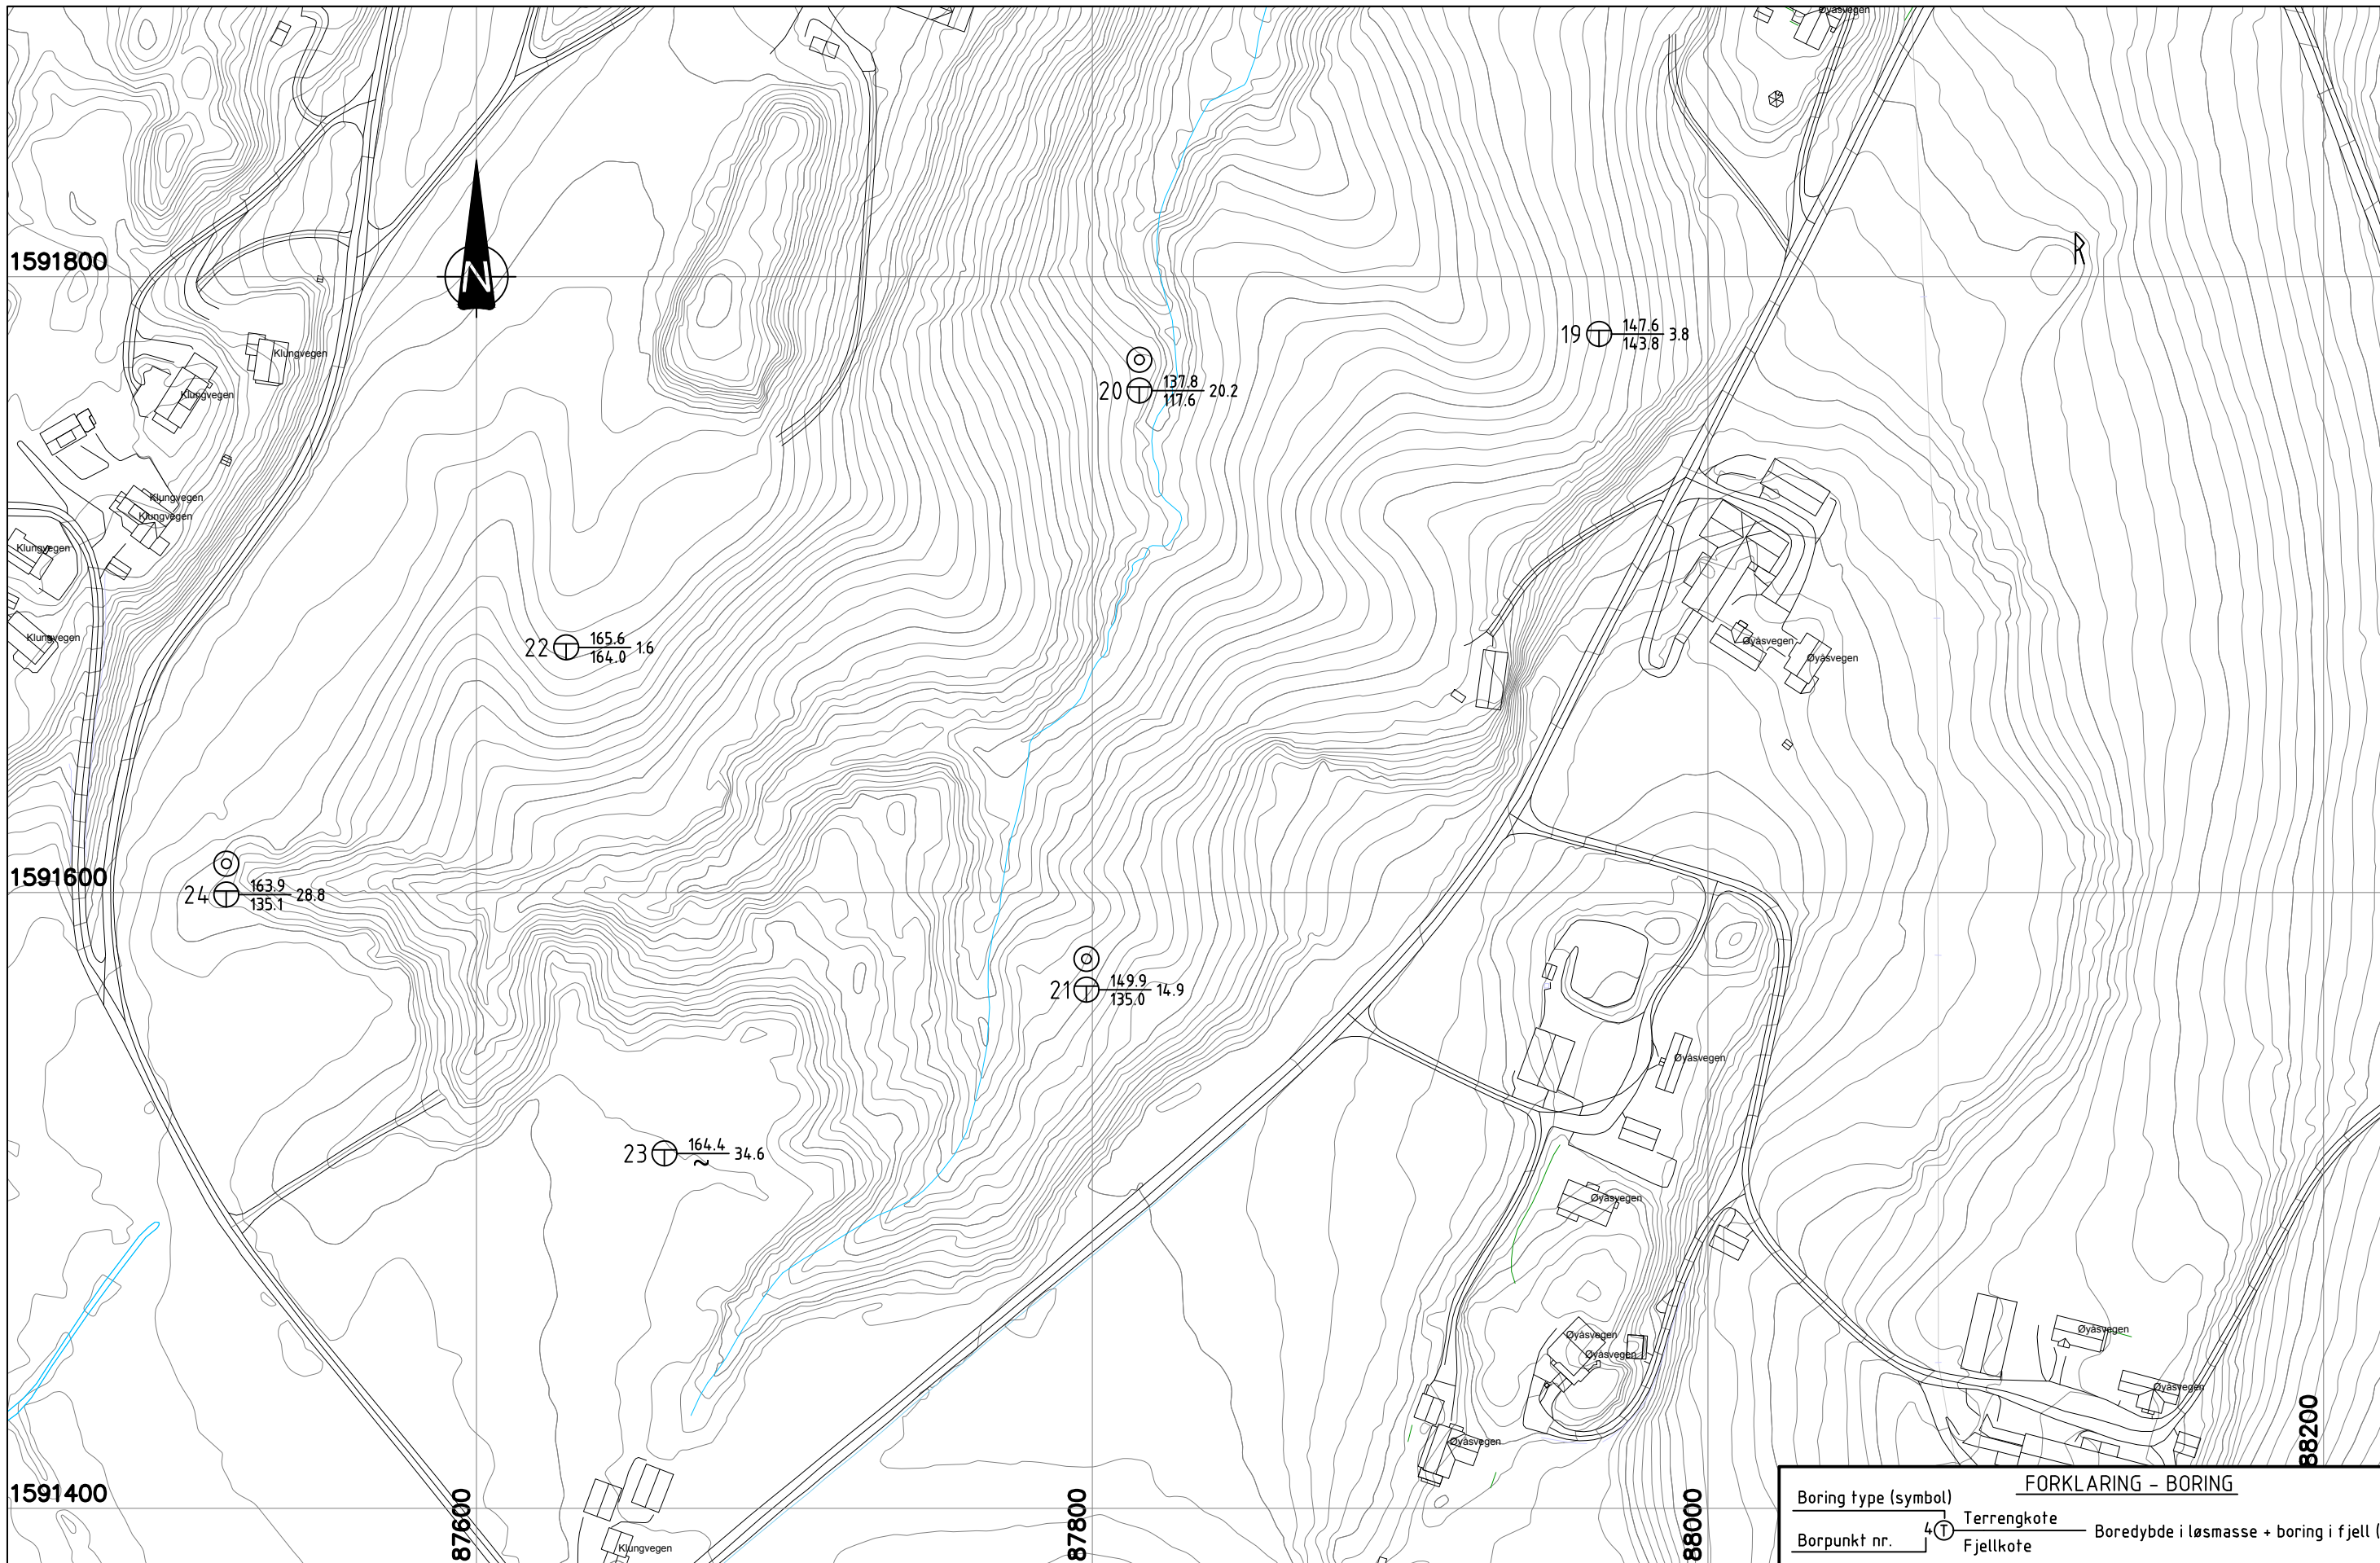 Øyåsvegen
1591800
N
R
Klungvegen
19 147.6 3.8
143.8
Klungvegen
20 137.8 20.2
117.6
Klungvegen
Klungvegen
Klungvegen
Klungvegen
22 165.6 1.6
164.0
Øyåsvegen
Øyåsvegen
1591600
24 163.9 28.8
135.1
21 149.9 14.9
135.0
Øyåsvegen
23 164.4 34.6
~
Øyåsvegen
Øyåsvegen
Øyåsvegen
Øyåsvegen
Øyåsvegen
Øyåsvegen
1591400
87600
87800
88000
88200
Klungvegen
FORKLARING - BORING
Boring type (symbol)
Terrengkote
Borpunkt nr. 4 T Boredybde i løsmasse + boring i fjell (
Fjellkote